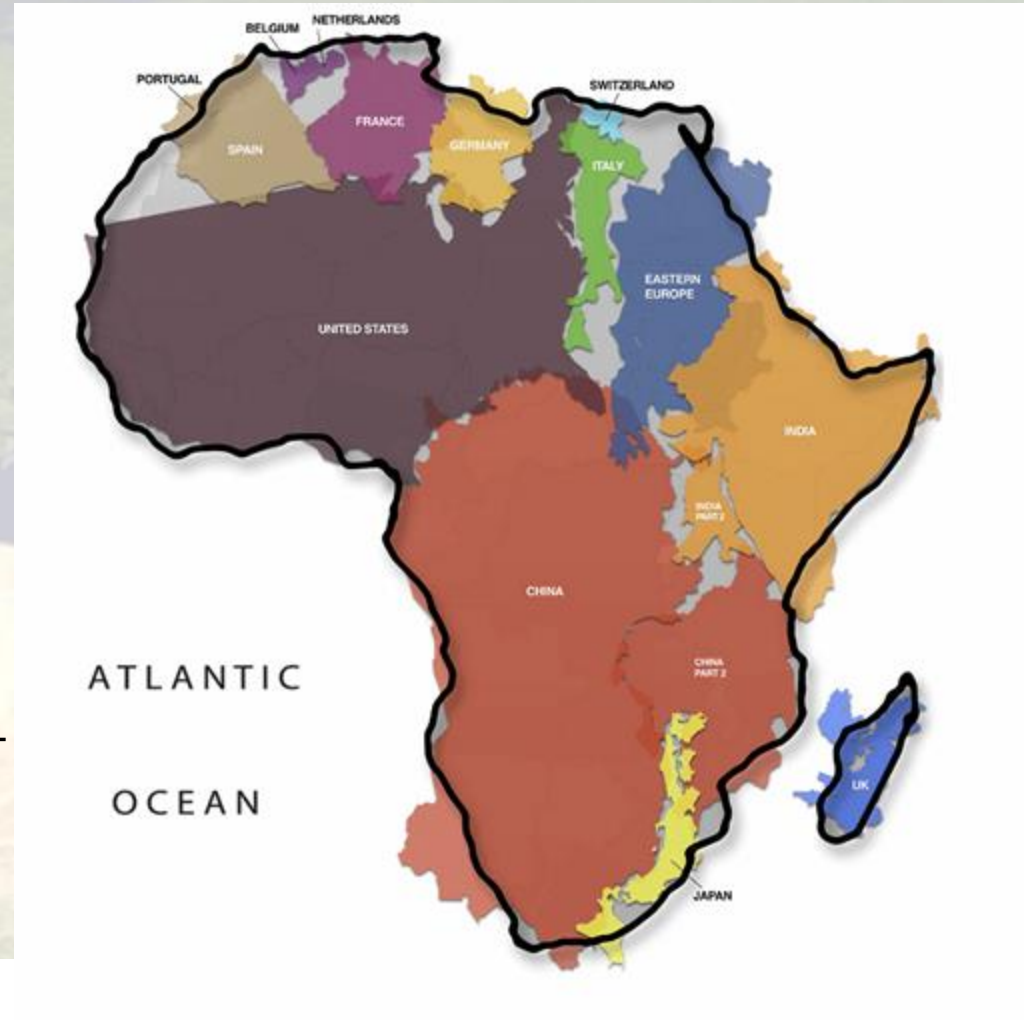 NETHERLANDS
BELGIUM
PORTUGAL
SWITZERLAND
FRANCE
SPAIN
GERMANY
ITALY
EASTERN
EUROPE
UNITED STATES
INDIA
INDIA
PART 2
CHINA
CHINA
PART 2
ATLANTIC
OCEAN
UK
JAPAN